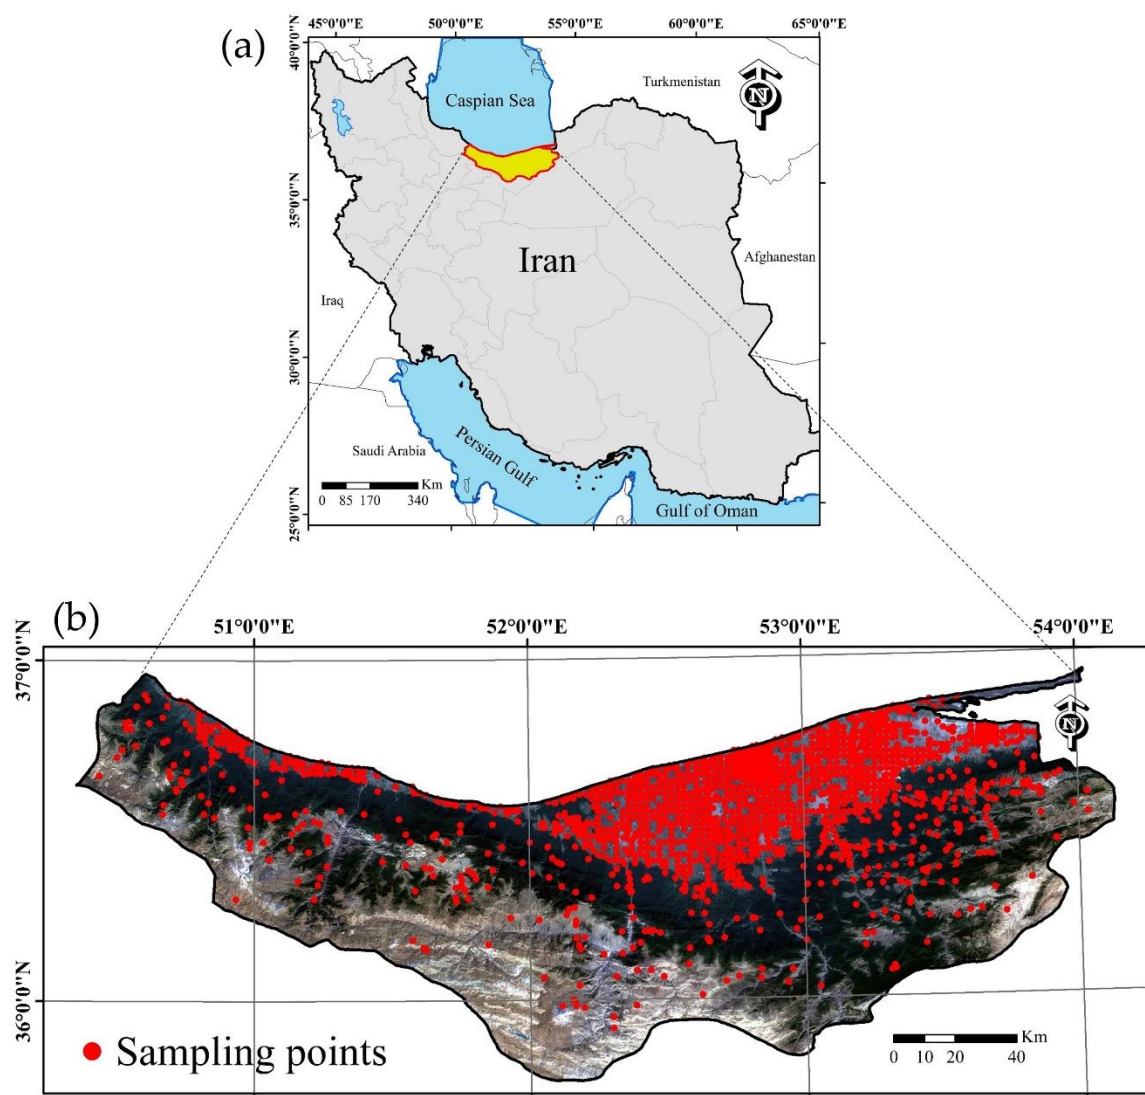 45°0'0"E 50°0'0"E 55°0'0"E 60°0'0"E 65°0'0"E
(a)
40°0'0"N
Turkmenistan
N
Caspian Sea
35°0'0"N
Iran
Afghanestan
Iraq
30°0'0"N
Saudi Arabia
Persian Gulf
Km
0 85 170 340
Gulf of Oman
25°0'0"N
(b)
51°0'0"E 52°0'0"E 53°0'0"E 54°0'0"E
37°0'0"N
N
36°0'0"N
Sampling points
Km
0 10 20 40